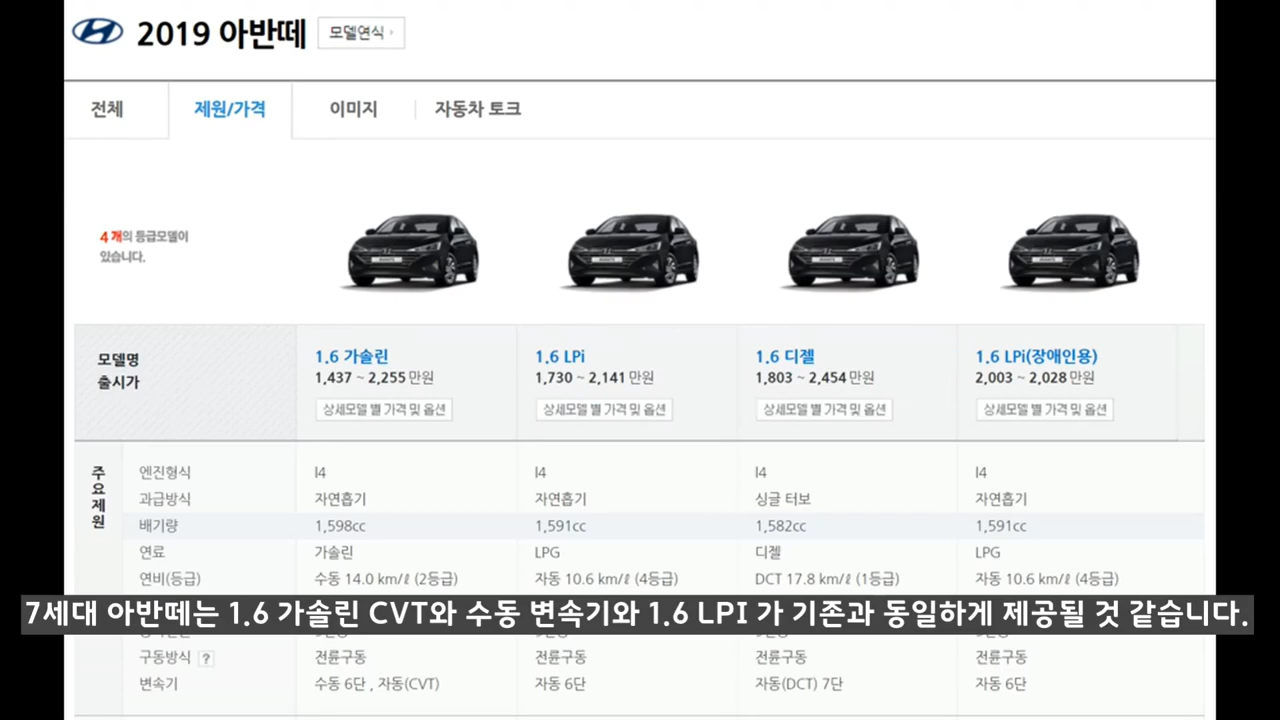 2019 아반떼 모델연식
전체 제원/가격 이미지 자동차 토크
4 개의 등급모델이
있습니다.
모델명
출시가
1.6 가솔린 1.6 LPi 1.6 디젤 1.6 LPi(장애인용)
1,437 ~ 2,255 만원 1,730 ~ 2,141 만원 1,803 ~ 2,454 만원 2,003 ~ 2,028 만원
상세모델 별 가격 및 옵션 상세모델 별 가격 및 옵션 상세모델 별 가격 및 옵션 상세모델 별 가격 및 옵션
주요제원
엔진형식 I4 I4 I4 I4
과급방식 자연흡기 자연흡기 싱글 터보 자연흡기
배기량 1,598cc 1,591cc 1,582cc 1,591cc
연료 가솔린 LPG 디젤 LPG
연비(등급) 수동 14.0 km/ℓ (2등급) 자동 10.6 km/ℓ (4등급) DCT 17.8 km/ℓ (1등급) 자동 10.6 km/ℓ (4등급)
7세대 아반떼는 1.6 가솔린 CVT와 수동 변속기와 1.6 LPI 가 기존과 동일하게 제공될 것 같습니다.
구동방식 ? 전륜구동 전륜구동 전륜구동 전륜구동
변속기 수동 6단 , 자동(CVT) 자동 6단 자동(DCT) 7단 자동 6단